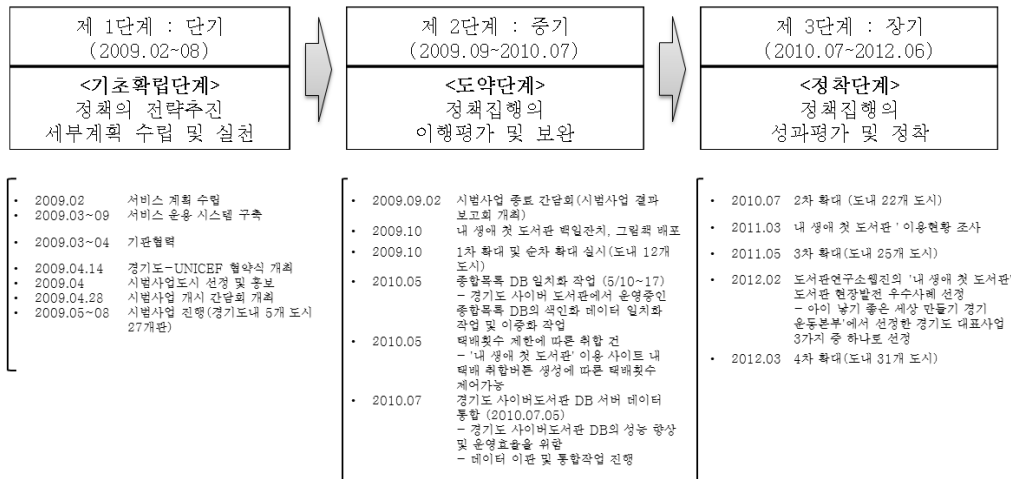 제 1단계 : 단기
(2009.02~08)
<기초확립단계>
정책의 전략추진
세부계획 수립 및 실천
• 2009.02 서비스 계획 수립
• 2009.03~09 서비스 운용 시스템 구축
• 2009.03~04 기관협력
• 2009.04.14 경기도-UNICEF 협약식 개최
• 2009.04 시범사업도시 선정 및 홍보
• 2009.04.28 시범사업 개시 간담회 개최
• 2009.05~08 시범사업 진행(경기도내 5개 도시
27개관)
제 2단계 : 중기
(2009.09~2010.07)
<도약단계>
정책집행의
이행평가 및 보완
• 2009.09.02 시범사업 종료 간담회(시범사업 결과
보고회 개최)
• 2009.10 내 생애 첫 도서관 백일잔치, 그림책 배포
• 2009.10 1차 확대 및 순차 확대 실시(도내 12개
도시)
• 2010.05 종합목록 DB 일치화 작업 (5/10~17)
- 경기도 사이버 도서관에서 운영중인
종합목록 DB의 색인화 데이터 일치화
작업 및 이중화 작업
• 2010.05 택배횟수 제한에 따른 취합 건
- '내 생애 첫 도서관' 이용 사이트 내
택배 취합버튼 생성에 따른 택배횟수
제어가능
• 2010.07 경기도 사이버도서관 DB 서버 데이터
통합 (2010.07.05)
- 경기도 사이버도서관 DB의 성능 향상
및 운영효율을 위함
- 데이터 이관 및 통합작업 진행
제 3단계 : 장기
(2010.07~2012.06)
<정착단계>
정책집행의
성과평가 및 정착
• 2010.07 2차 확대 (도내 22개 도시)
• 2011.03 내 생애 첫 도서관 ' 이용현황 조사
• 2011.05 3차 확대(도내 25개 도시)
• 2012.02 도서관연구소웹진의 '내 생애 첫 도서관'
도서관 현장발전 우수사례 선정
- 아이 낳기 좋은 세상 만들기 경기
운동본부'에서 선정한 경기도 대표사업
3가지 중 하나로 선정
• 2012.03 4차 확대(도내 31개 도시)